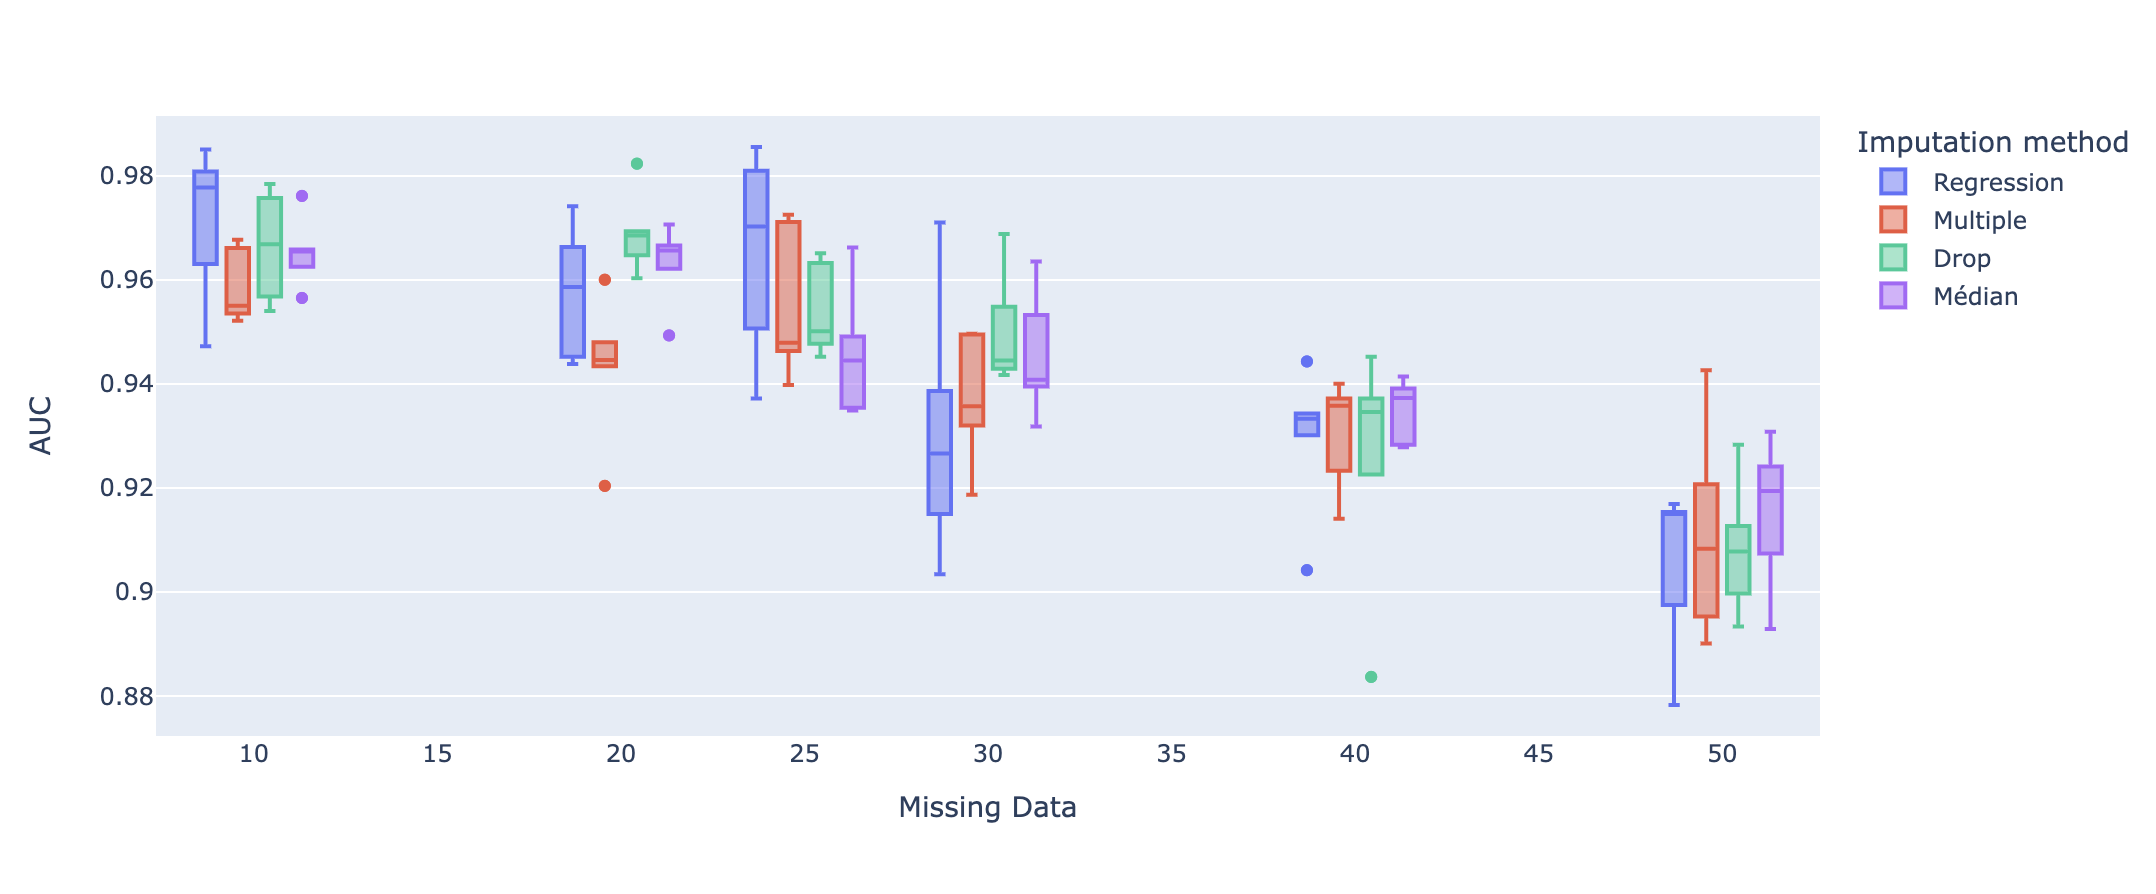 Imputation method
Regression
Multiple
Drop
Médian
AUC
0.98
0.96
0.94
0.92
0.9
0.88
10 15 20 25 30 35 40 45 50
Missing Data